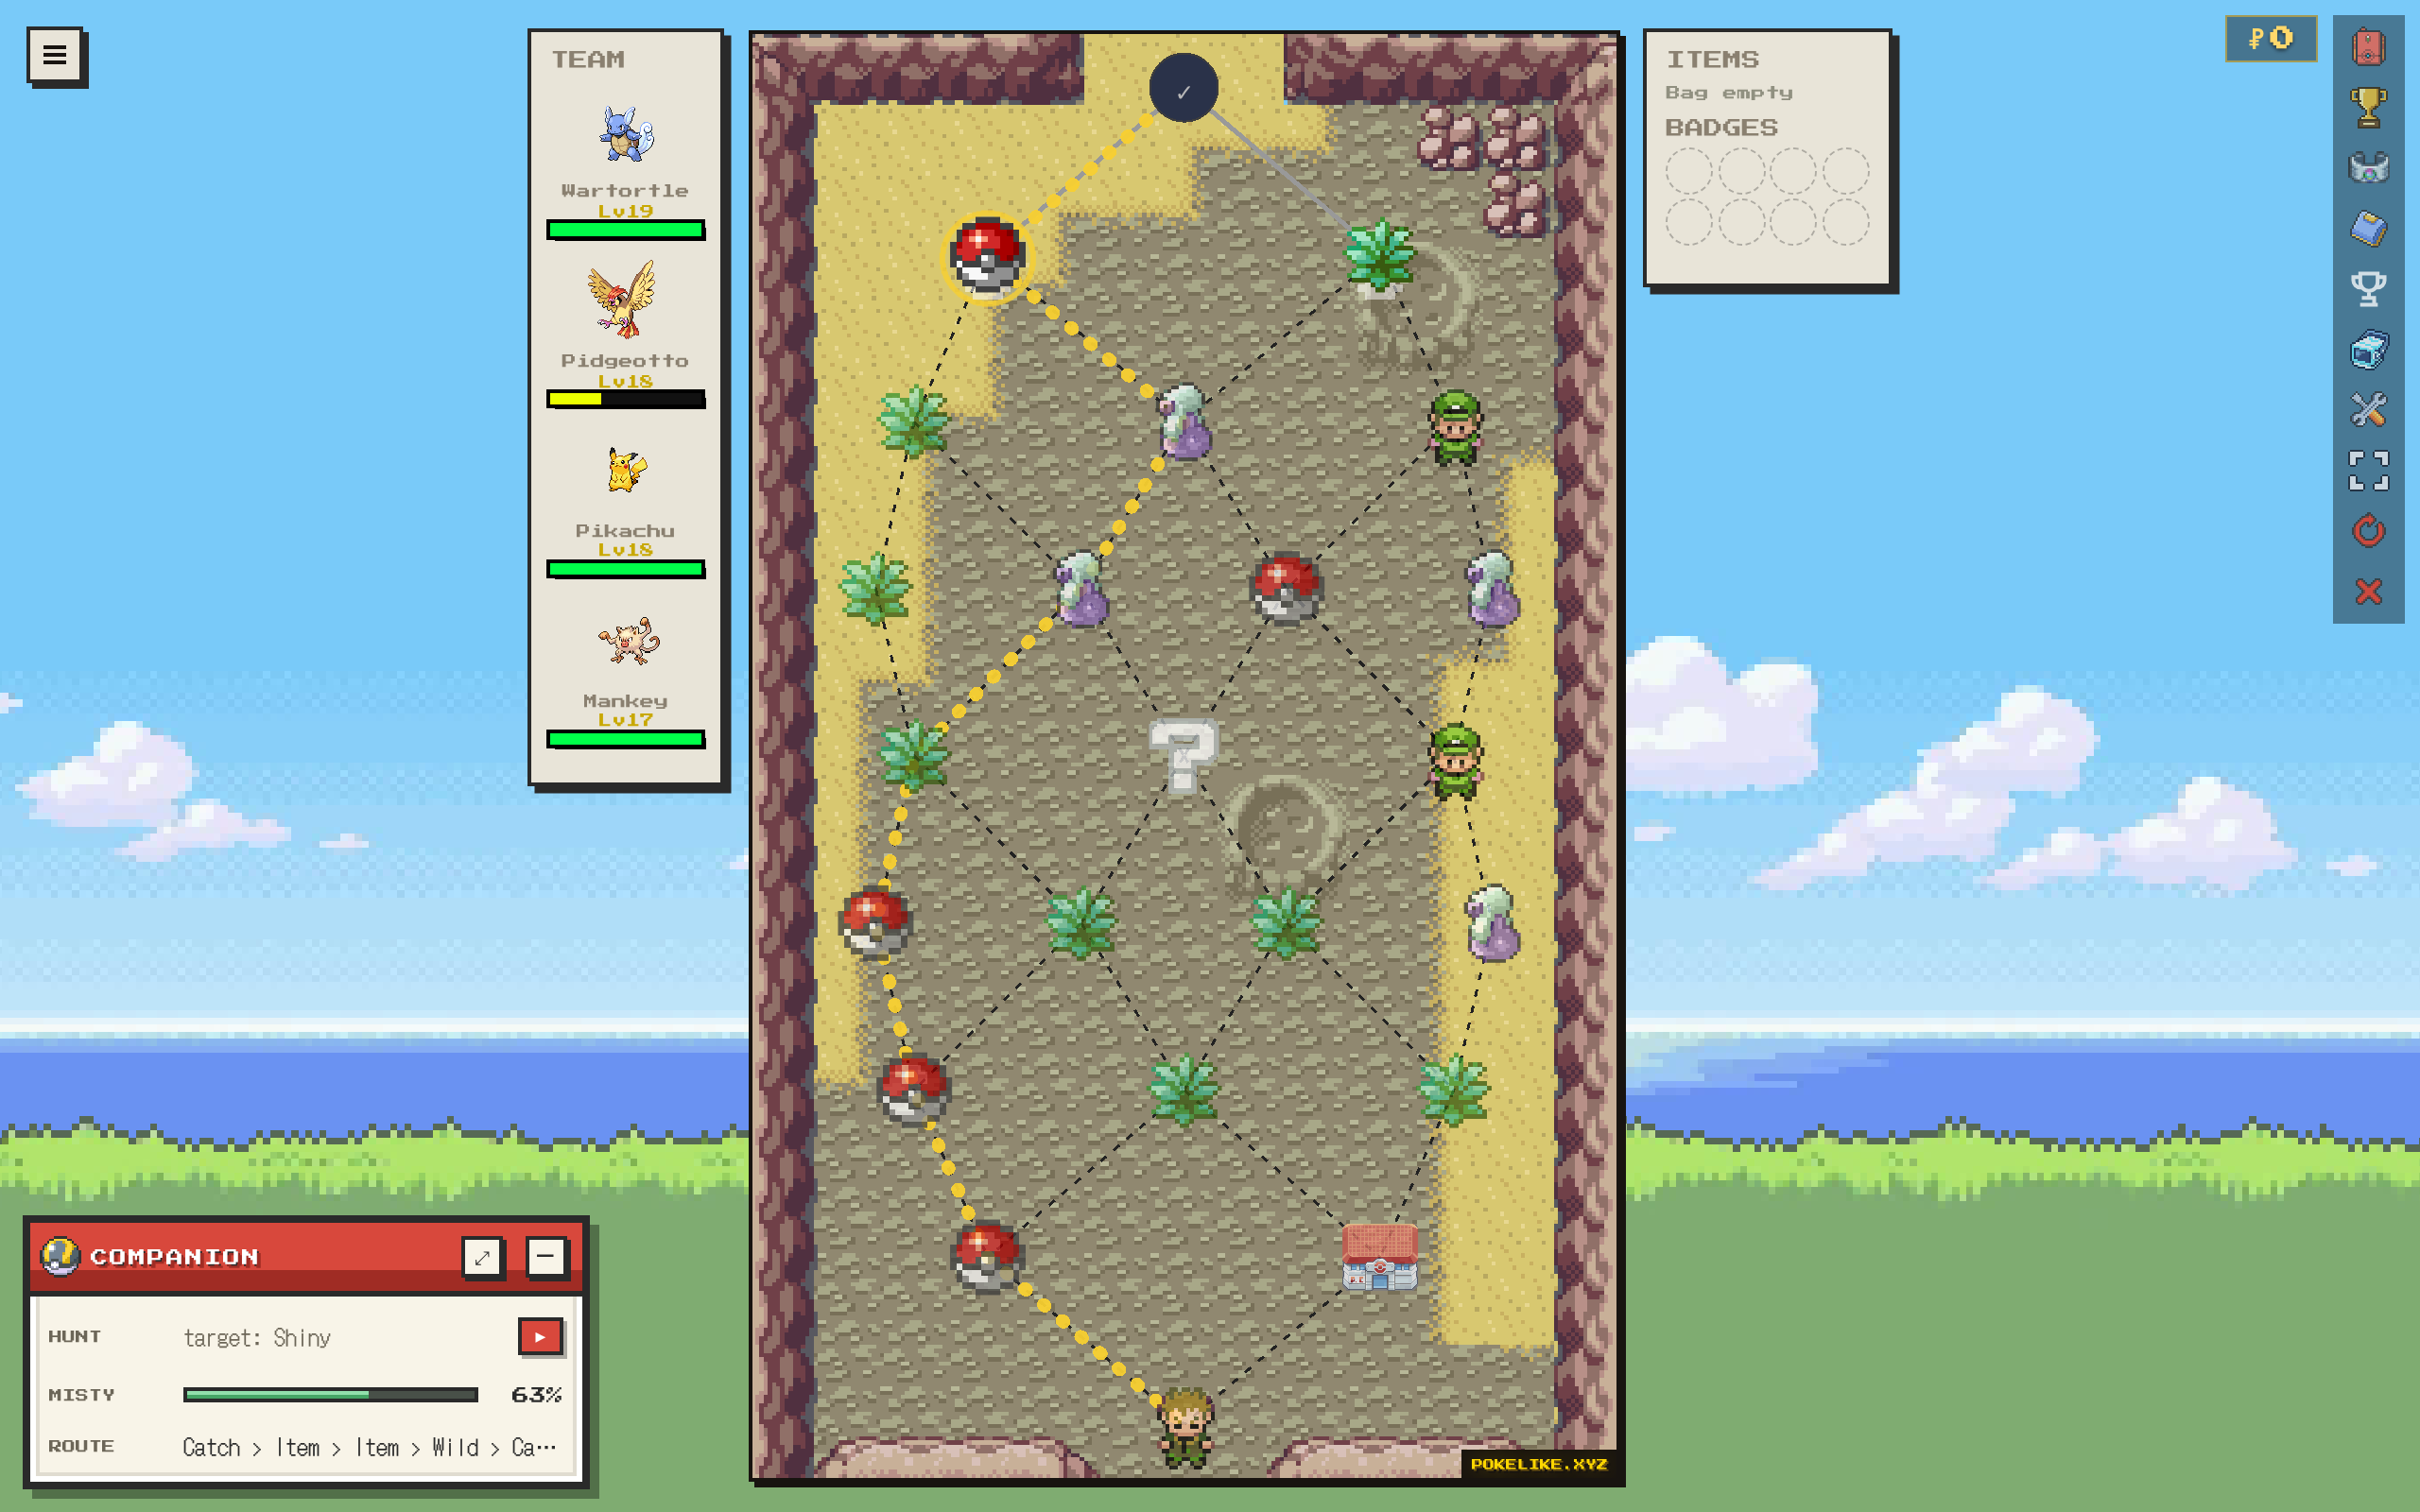 TEAM
Wartortle
Lv19
Pidgeotto
Lv18
Pikachu
Lv18
Mankey
Lv17
✓
?
POKELIKE.XYZ
ITEMS
Bag empty
BADGES
₽0
COMPANION
HUNT target: Shiny
MISTY 63%
ROUTE Catch > Item > Item > Wild > Ca…